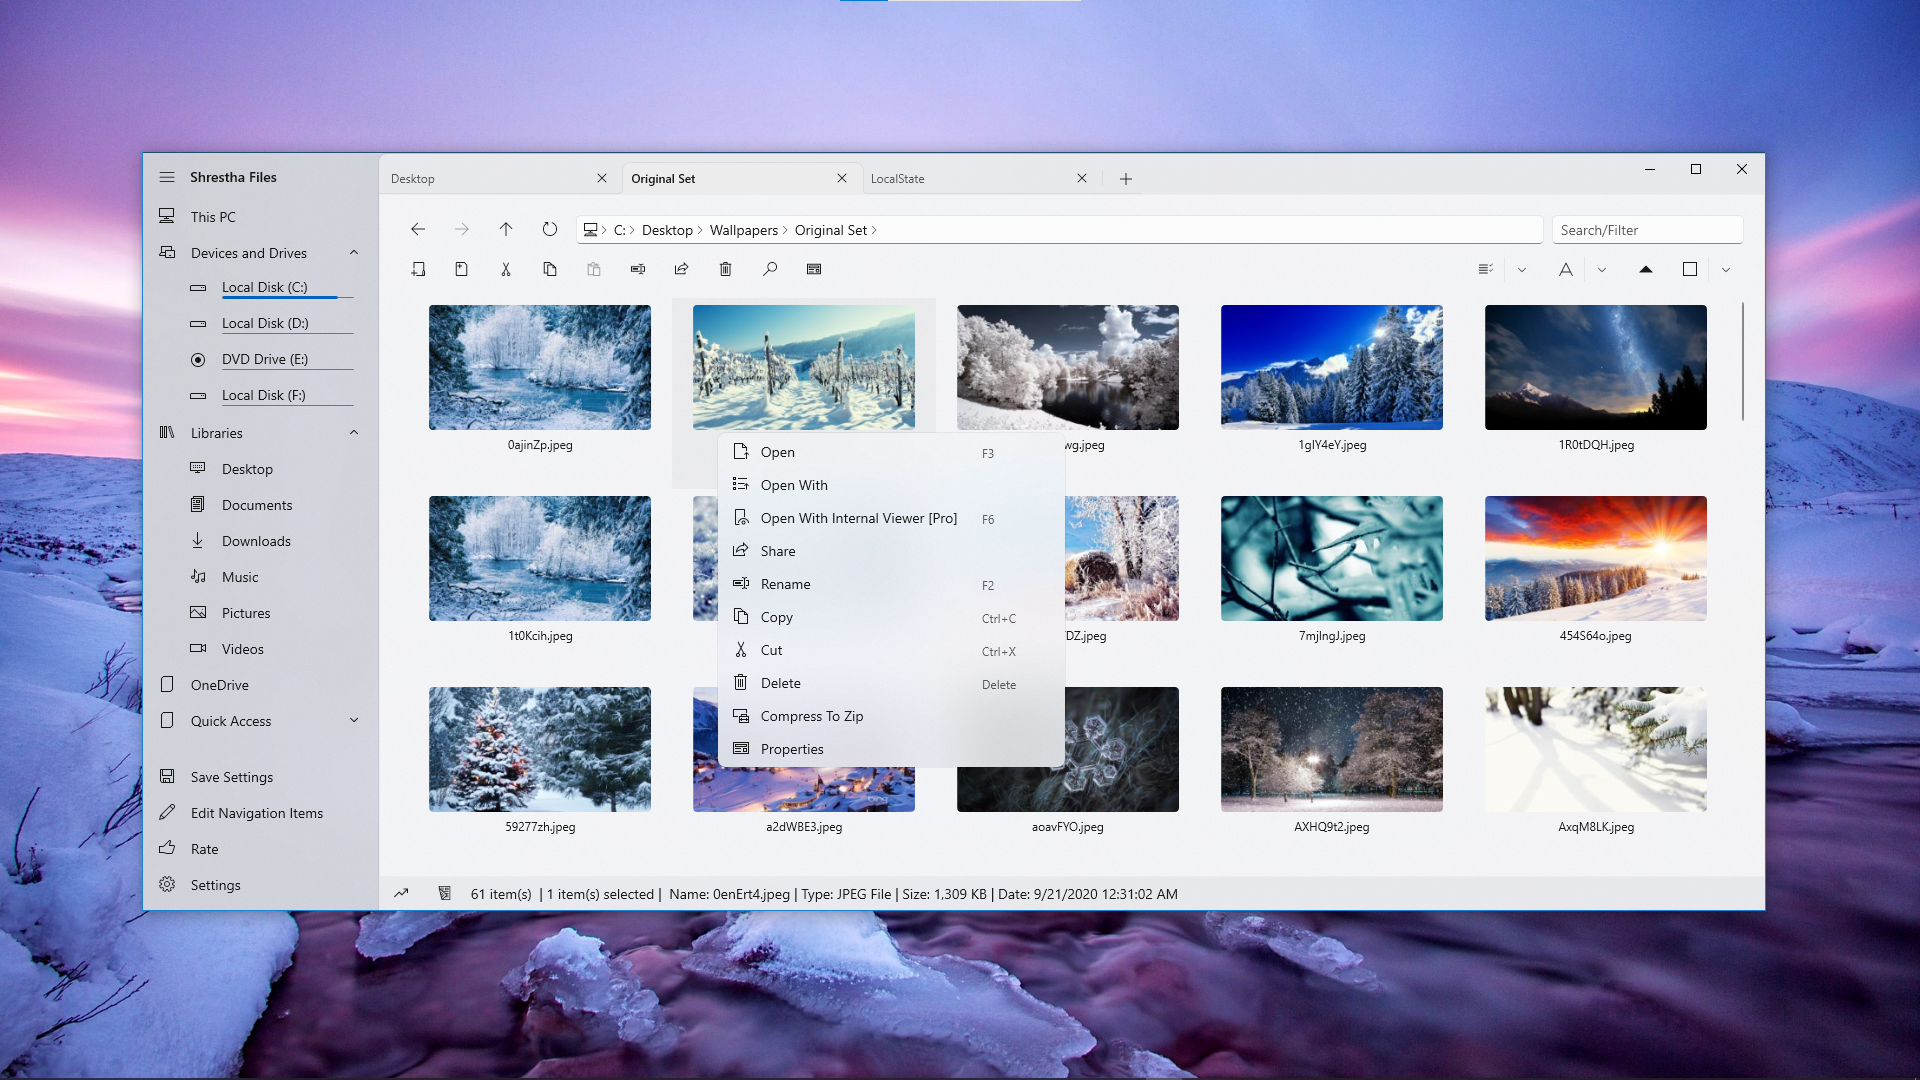 Shrestha Files
This PC
Devices and Drives
Local Disk (C:)
Local Disk (D:)
DVD Drive (E:)
Local Disk (F:)
Libraries
Desktop
Documents
Downloads
Music
Pictures
Videos
OneDrive
Quick Access
Save Settings
Edit Navigation Items
Rate
Settings
Desktop
Original Set
LocalState
C: Desktop Wallpapers Original Set
Search/Filter
0ajinZp.jpeg
wg.jpeg
1glY4eY.jpeg
1R0tDQH.jpeg
Open F3
Open With
Open With Internal Viewer [Pro] F6
Share
Rename F2
Copy Ctrl+C
Cut Ctrl+X
Delete Delete
Compress To Zip
Properties
1t0Kcih.jpeg
DZ.jpeg
7mjlngJ.jpeg
454S64o.jpeg
59277zh.jpeg
a2dWBE3.jpeg
aoavFYO.jpeg
AXHQ9t2.jpeg
AxqM8LK.jpeg
61 item(s) | 1 item(s) selected | Name: 0enErt4.jpeg | Type: JPEG File | Size: 1,309 KB | Date: 9/21/2020 12:31:02 AM